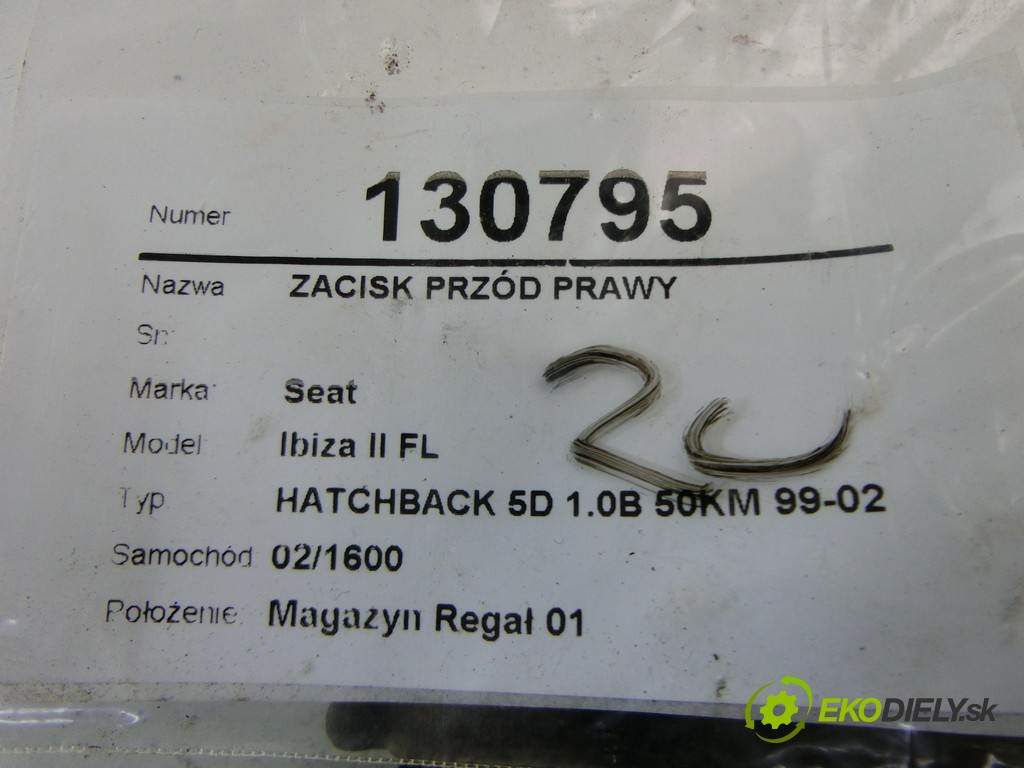 Numer 130795
Nazwa ZACISK PRZÓD PRAWY
Sn:
Marka: Seat
Model: Ibiza II FL
Typ: HATCHBACK 5D 1.0B 50KM 99-02
Samochód 02/1600
Położenie: Magazyn Regał 01
EKODIELY.sk